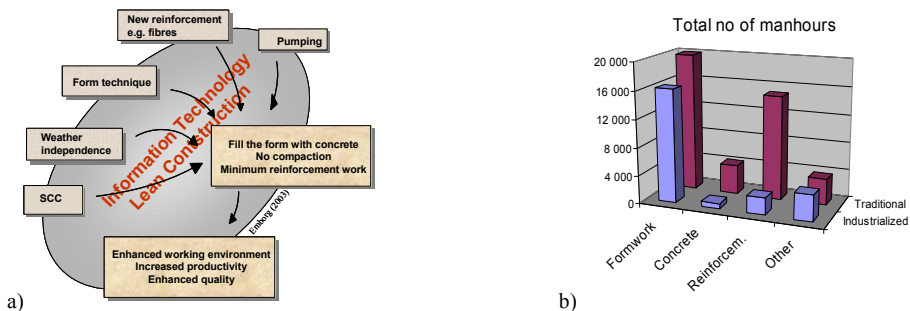 New reinforcement
e.g. fibres
Pumping
Form technique
Weather
independence
SCC
Information Technology
Lean Contstruction
Fill the form with concrete
No compaction
Minimum reinforcement work
Emborg (2003)
Enhanced working environment
Increased productivity
Enhanced quality
a)
Total no of manhours
20 000
16 000
12 000
8 000
4 000
0
Formwork
Concrete
Reinforcem.
Other
Traditional
Industrialized
b)